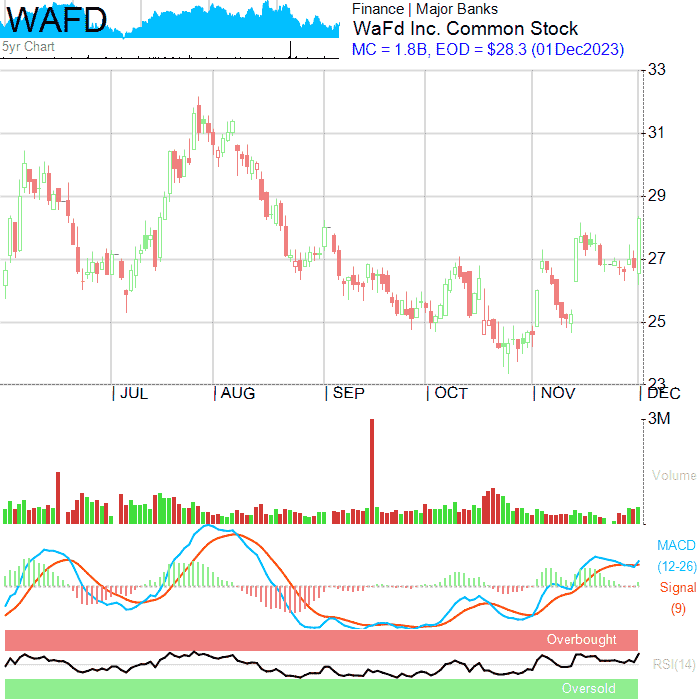 WAFD
5yr Chart
Finance | Major Banks
WaFd Inc. Common Stock
MC = 1.8B, EOD = $28.3 (01Dec2023)
33
31
29
27
25
23
JUL AUG SEP OCT NOV DEC
3M
Volume
MACD
(12-26)
Signal
(9)
Overbought
RSI(14)
Oversold